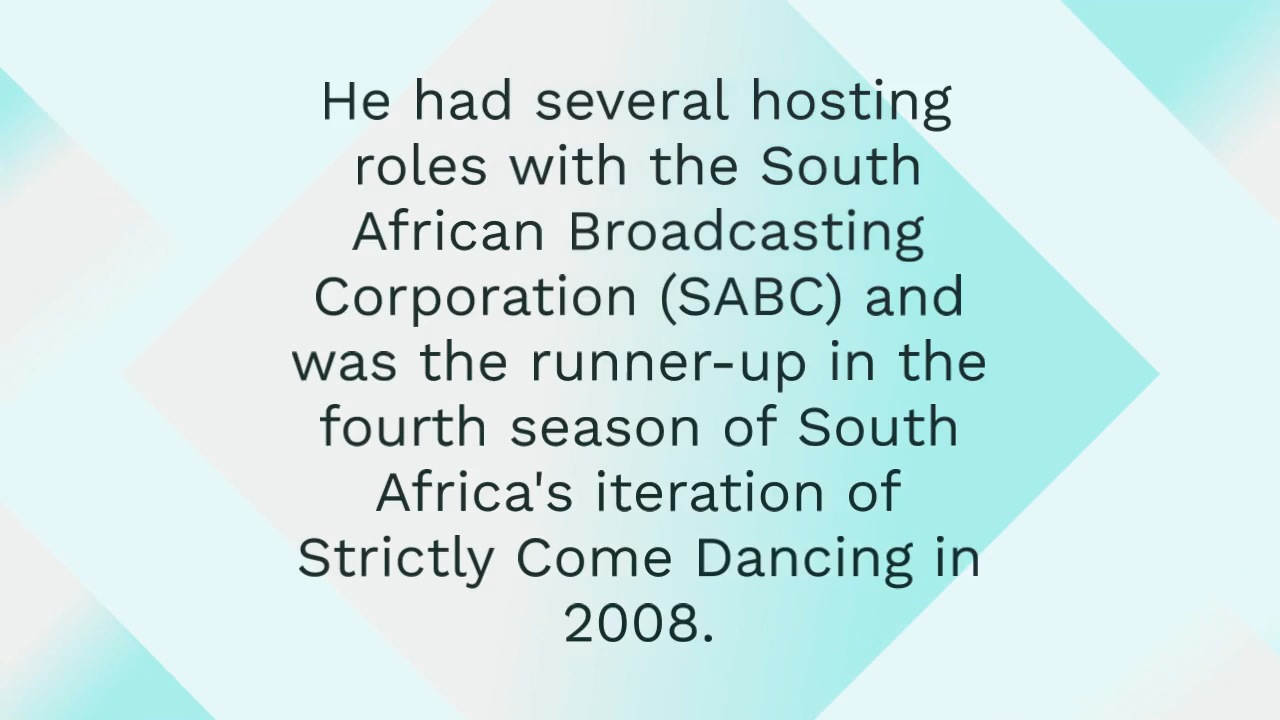 He had several hosting
roles with the South
African Broadcasting
Corporation (SABC) and
was the runner-up in the
fourth season of South
Africa's iteration of
Strictly Come Dancing in
2008.